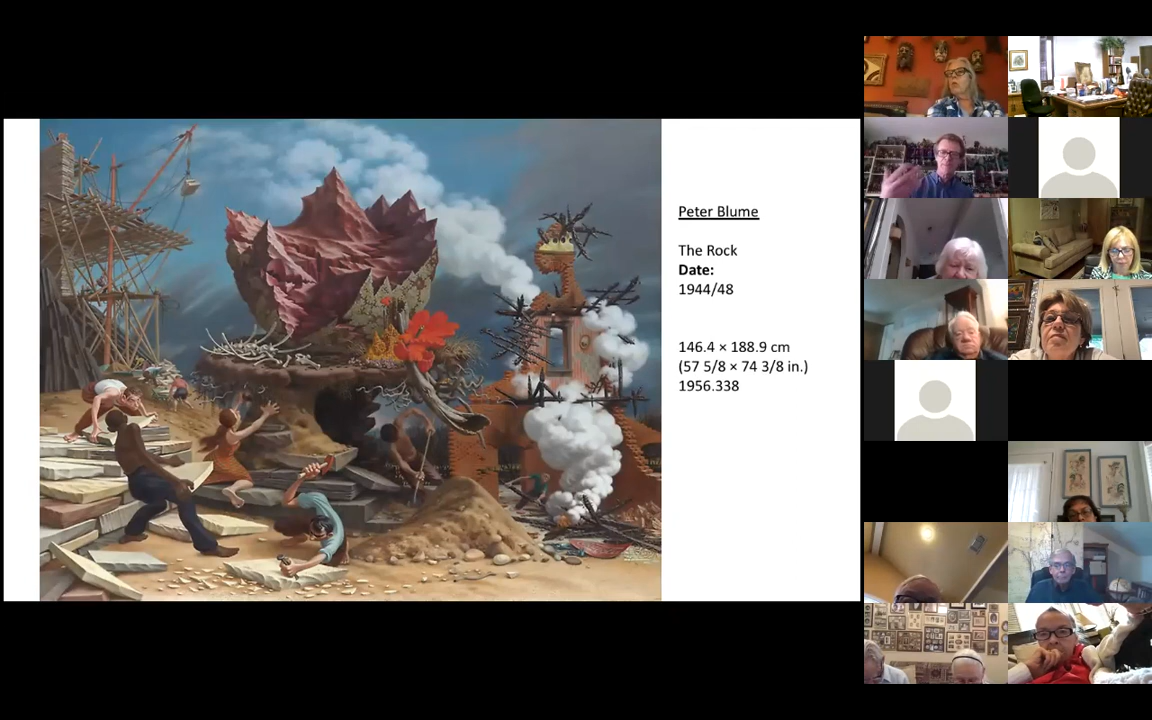 Peter Blume
The Rock
Date:
1944/48
146.4 × 188.9 cm
(57 5/8 × 74 3/8 in.)
1956.338